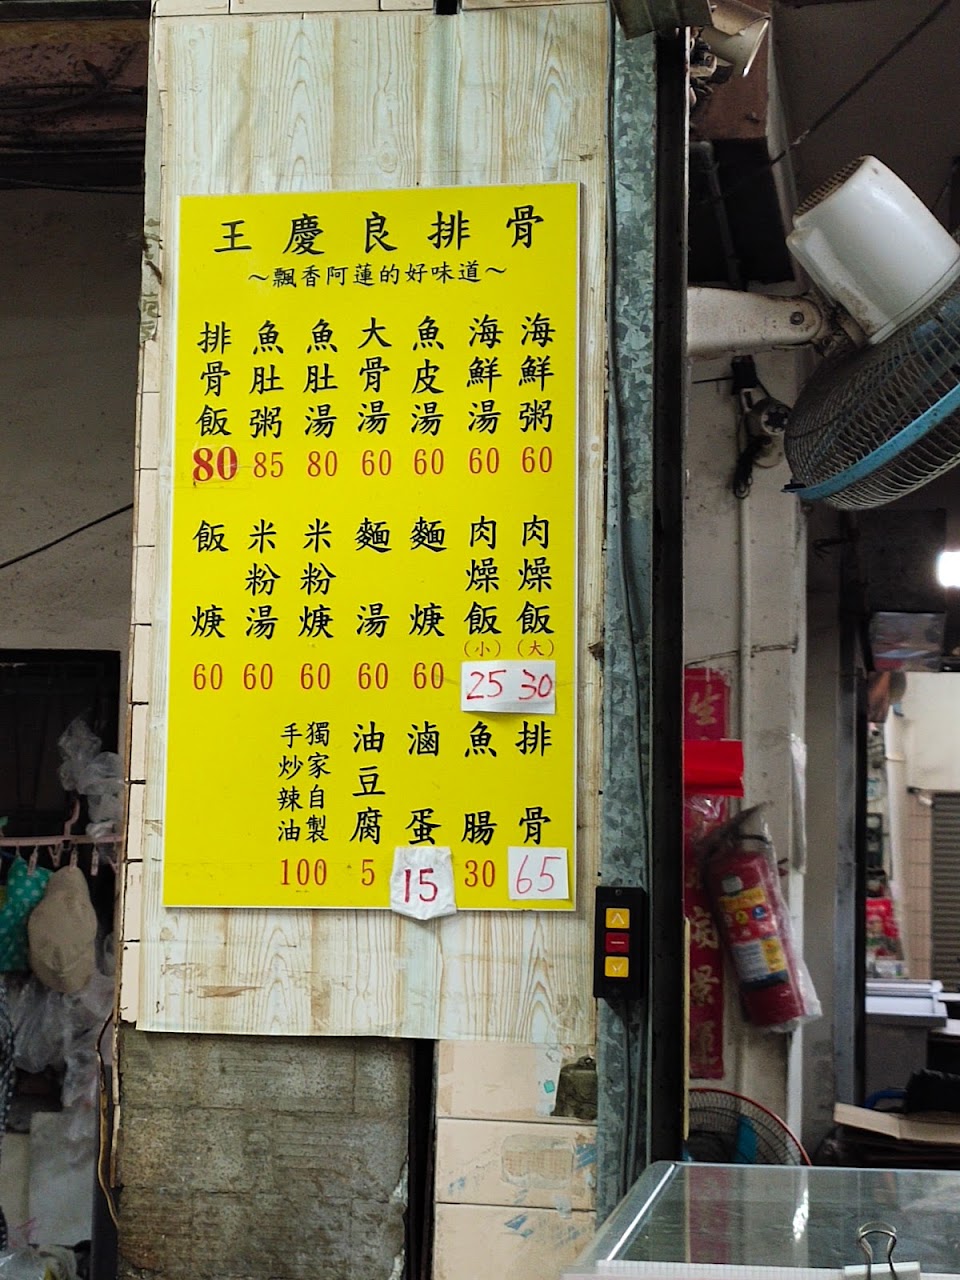 王慶良排骨
～飄香阿蓮的好味道～
海鮮粥
60
海鮮湯
60
魚皮湯
60
大骨湯
60
魚肚湯
80
魚肚粥
85
排骨飯
80
肉燥飯
(大)
30
肉燥飯
(小)
25
麵焿
60
麵湯
60
米粉焿
60
米粉湯
60
飯焿
60
排骨
65
魚腸
30
滷蛋
15
油豆腐
5
獨家自製
手炒辣油
100
生